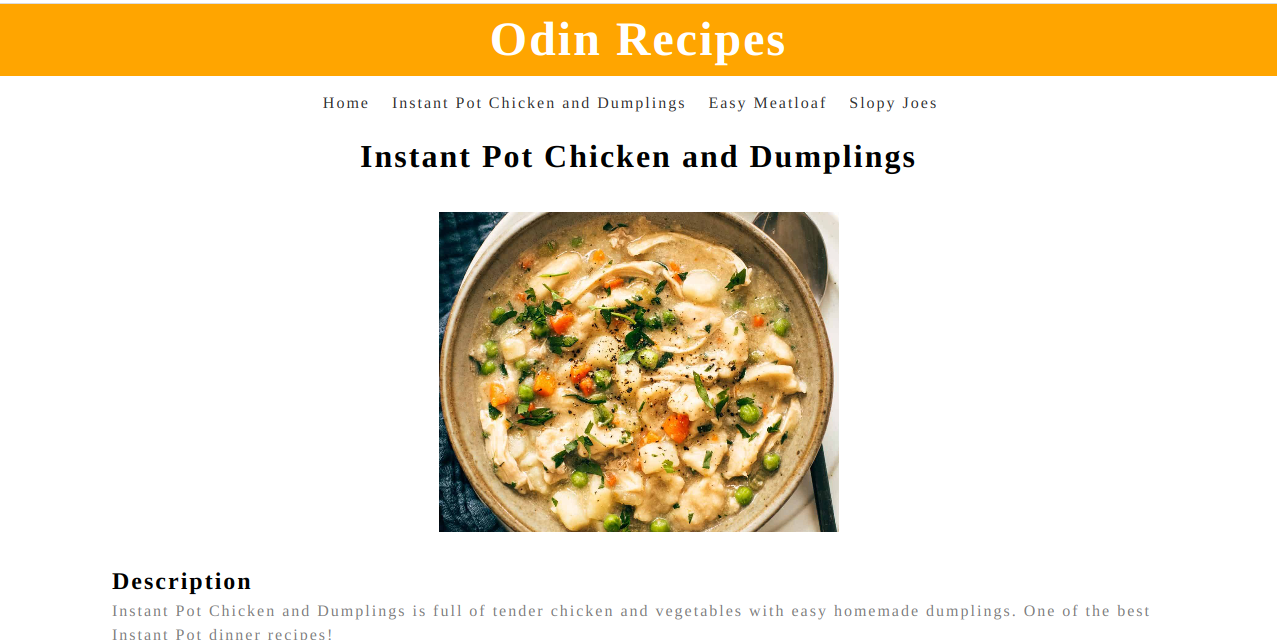 Odin Recipes
Home Instant Pot Chicken and Dumplings Easy Meatloaf Slopy Joes
Instant Pot Chicken and Dumplings
Description
Instant Pot Chicken and Dumplings is full of tender chicken and vegetables with easy homemade dumplings. One of the best
Instant Pot dinner recipes!